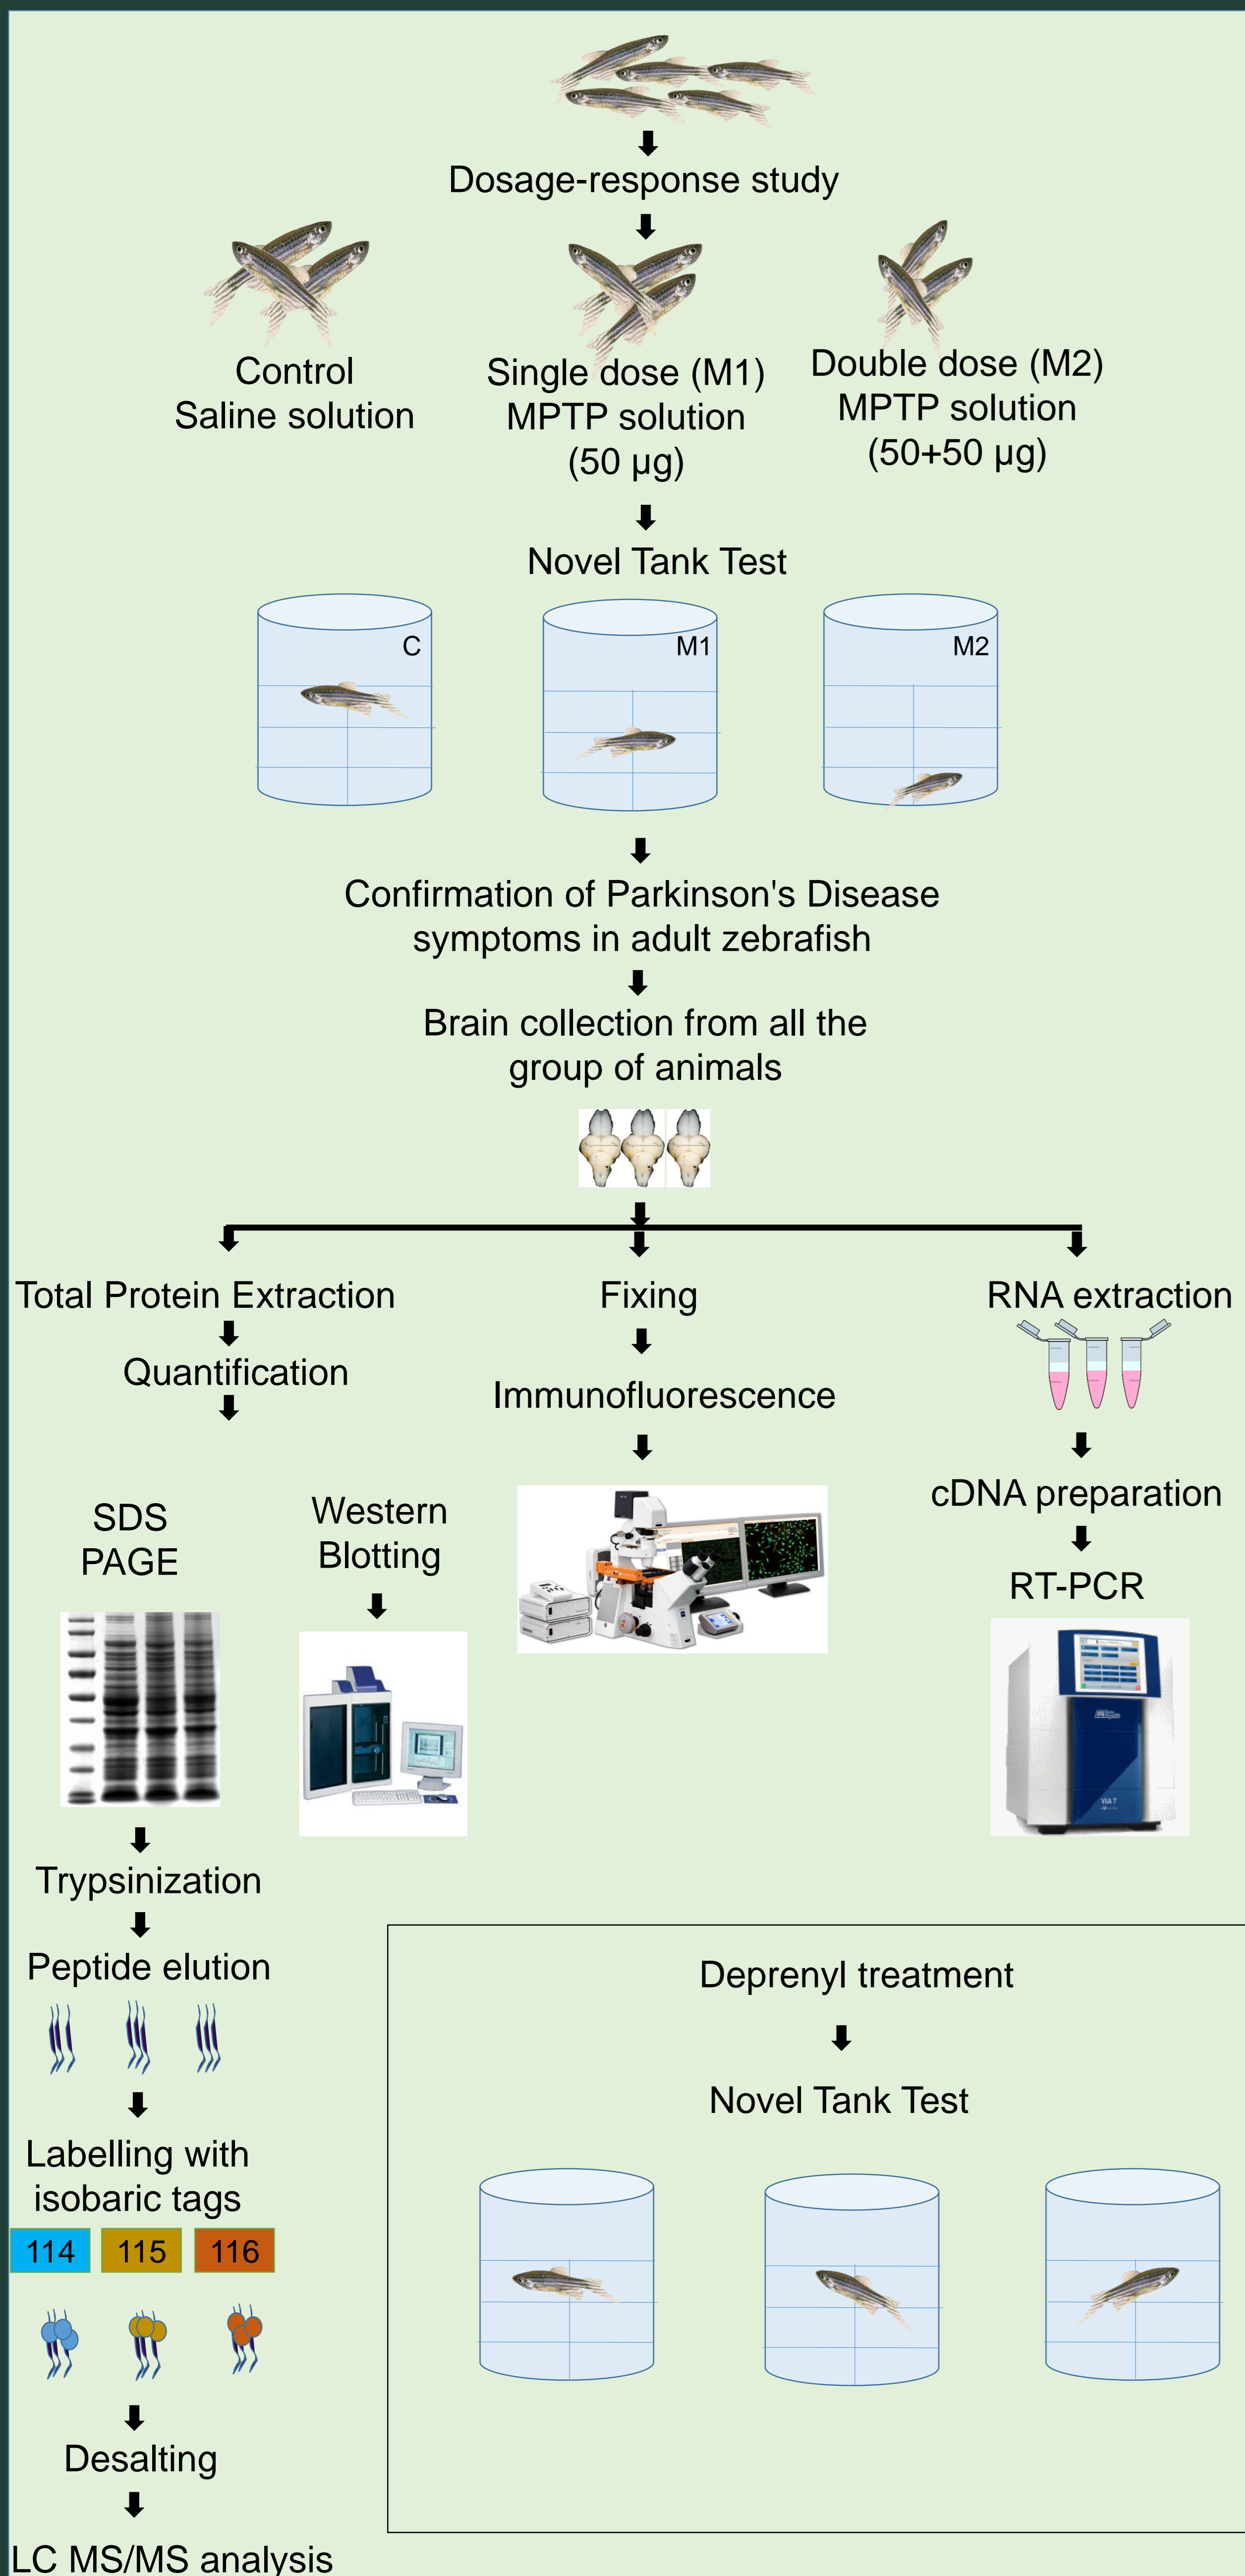 Dosage-response study
Control
Saline solution
Single dose (M1)
MPTP solution
(50 µg)
Double dose (M2)
MPTP solution
(50+50 µg)
Novel Tank Test
C
M1
M2
Confirmation of Parkinson's Disease
symptoms in adult zebrafish
Brain collection from all the
group of animals
Total Protein Extraction
Quantification
Fixing
Immunofluorescence
RNA extraction
cDNA preparation
RT-PCR
SDS
PAGE
Western
Blotting
Trypsinization
Peptide elution
Labelling with
isobaric tags
114
115
116
Desalting
LC MS/MS analysis
Deprenyl treatment
Novel Tank Test